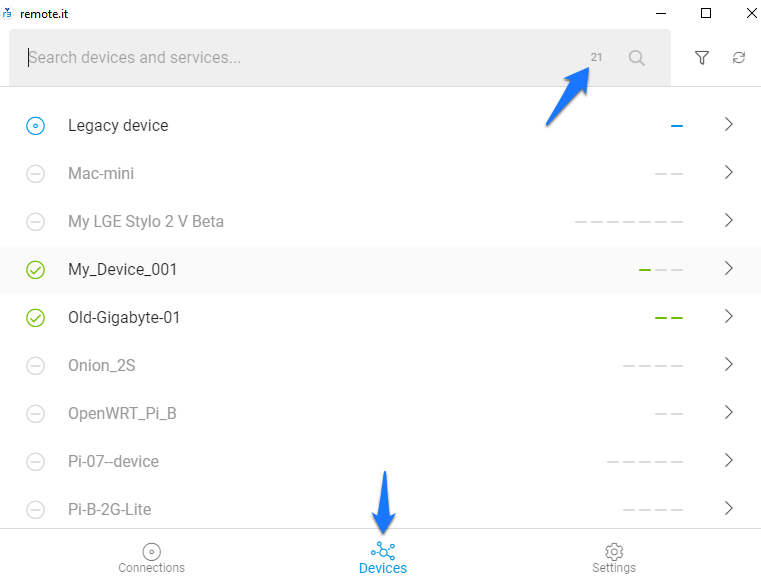 remote.it
Search devices and services... 21
Legacy device
Mac-mini
My LGE Stylo 2 V Beta
My_Device_001
Old-Gigabyte-01
Onion_2S
OpenWRT_Pi_B
Pi-07--device
Pi-B-2G-Lite
Connections Devices Settings